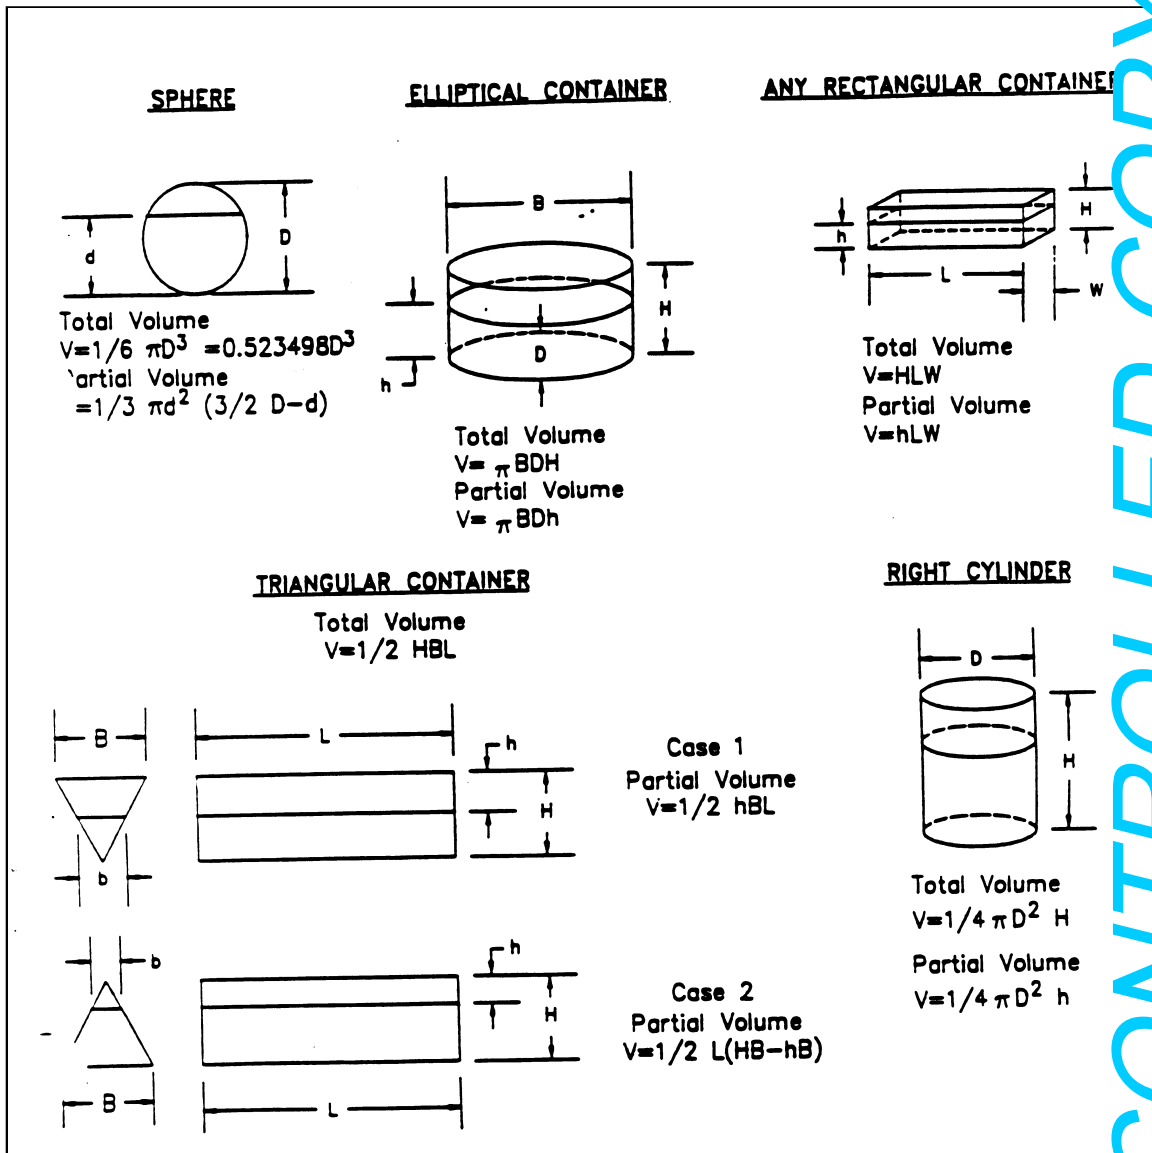 SPHERE
D
d
Total Volume
V=1/6 πD³ =0.523498D³
artial Volume
=1/3 πd² (3/2 D-d)
ELLIPTICAL CONTAINER
B
H
D
h
Total Volume
V= πBDH
Partial Volume
V= πBDh
ANY RECTANGULAR CONTAINER
H
h
L
W
Total Volume
V=HLW
Partial Volume
V=hLW
TRIANGULAR CONTAINER
Total Volume
V=1/2 HBL
B
L
h
H
b
Case 1
Partial Volume
V=1/2 hBL
b
h
H
B
L
Case 2
Partial Volume
V=1/2 L(HB-hB)
RIGHT CYLINDER
D
H
Total Volume
V=1/4 πD² H
Partial Volume
V=1/4 πD² h
CONTROLLED COPY